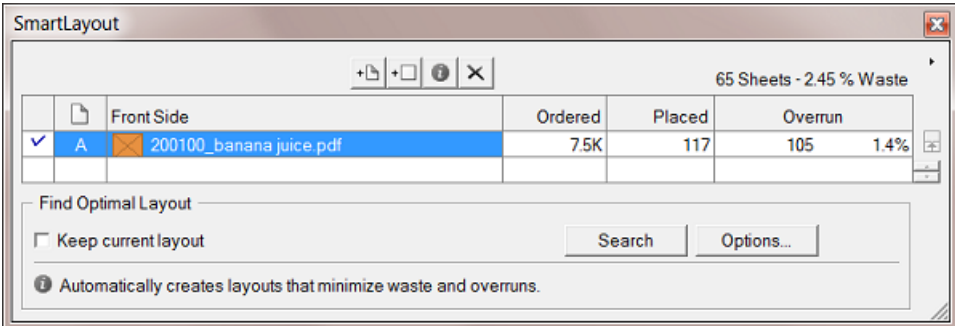 SmartLayout
65 Sheets - 2.45 % Waste
Front Side Ordered Placed Overrun
A 200100_banana juice.pdf 7.5K 117 105 1.4%
Find Optimal Layout
Keep current layout Search Options...
Automatically creates layouts that minimize waste and overruns.